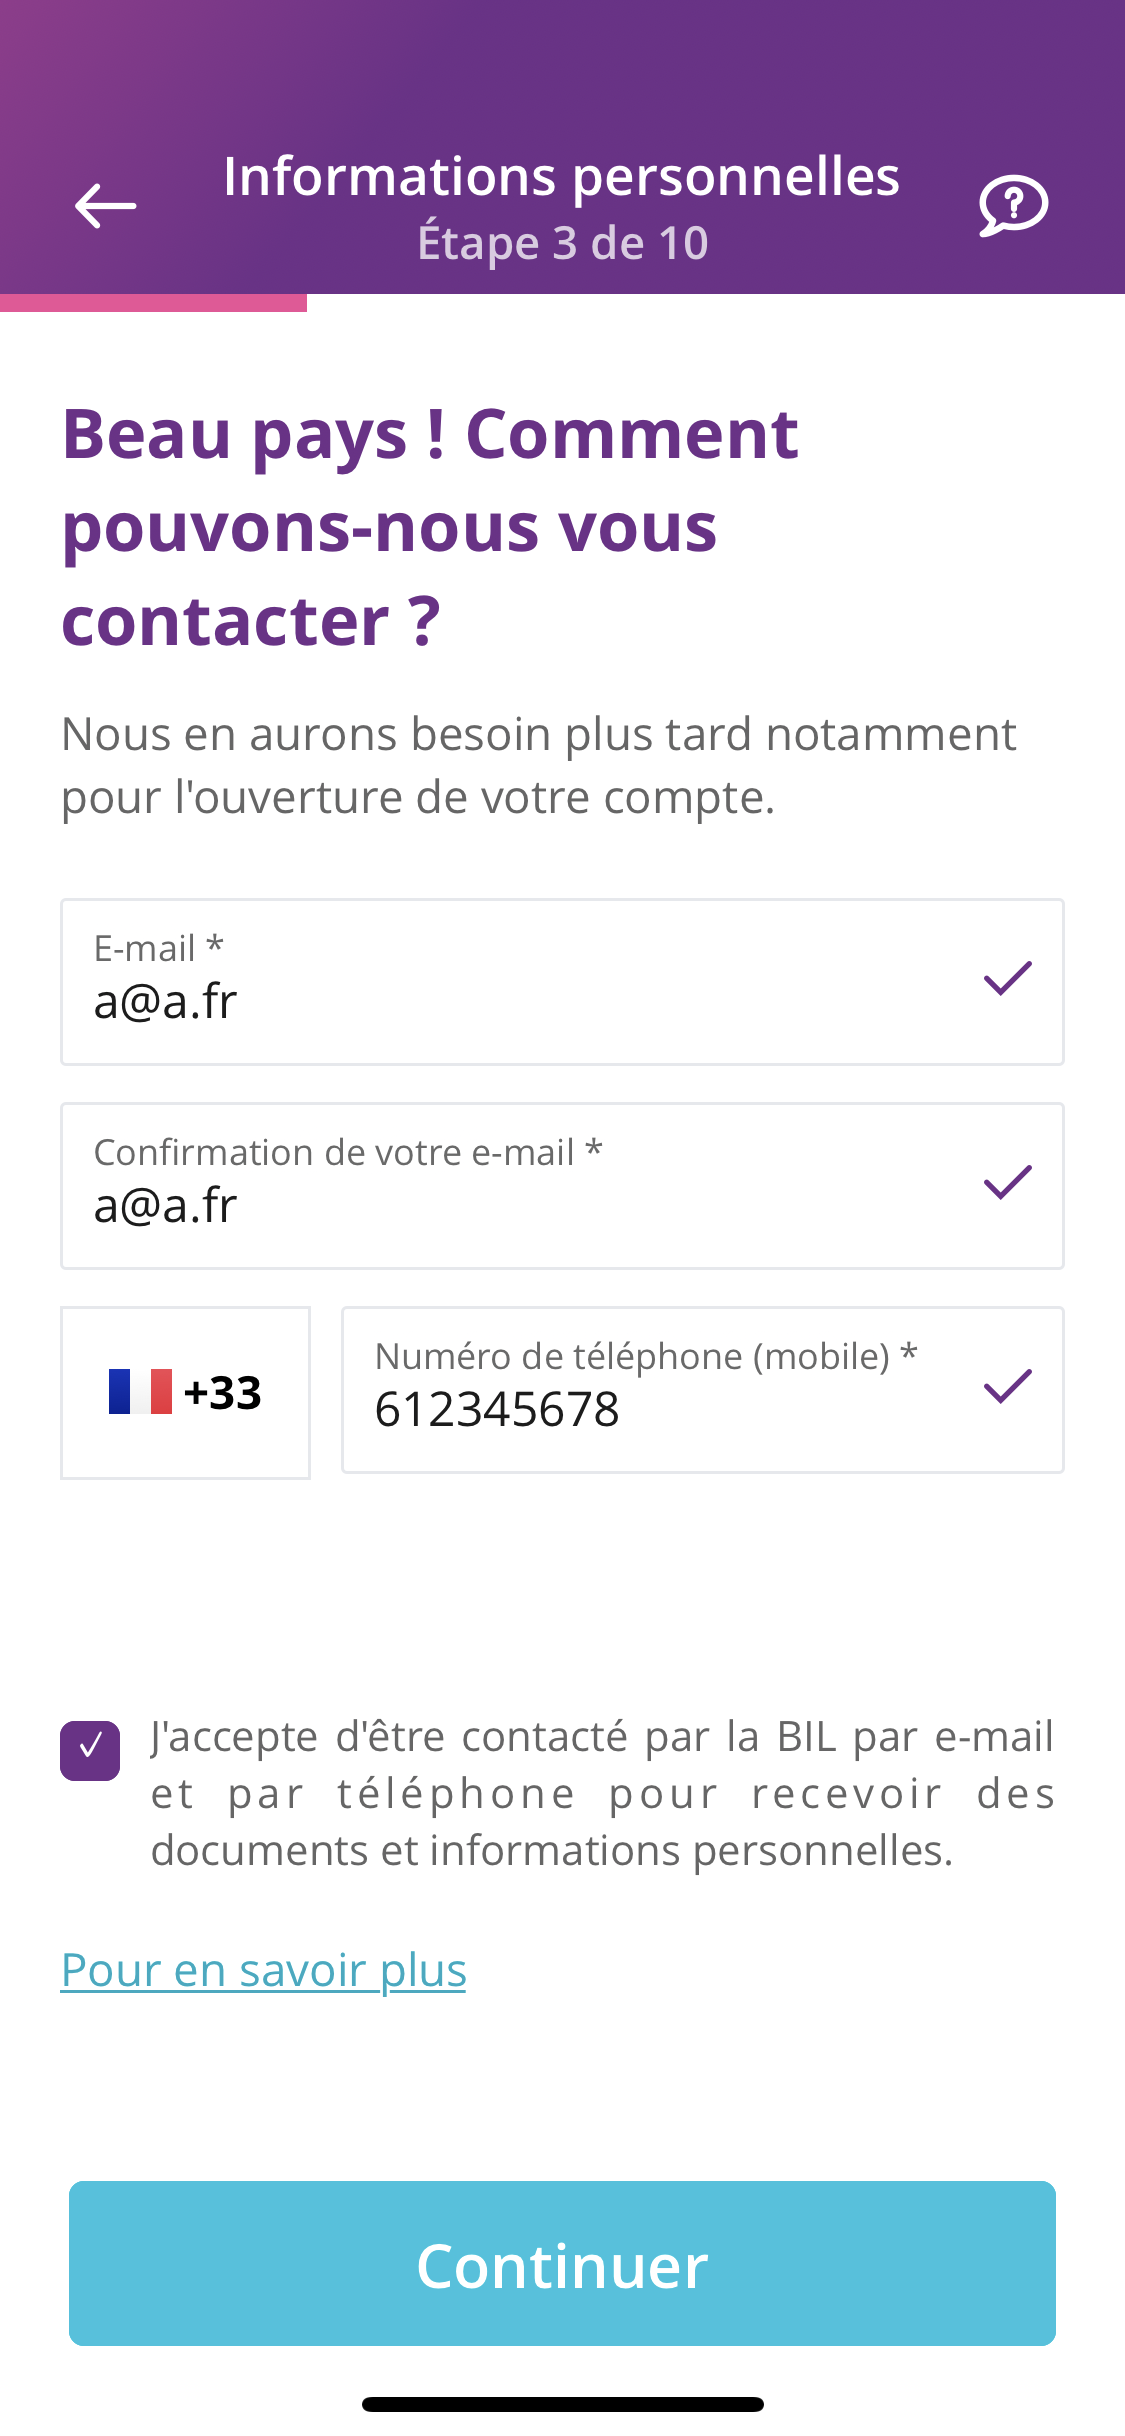 Informations personnelles
Étape 3 de 10
Beau pays ! Comment
pouvons-nous vous
contacter ?
Nous en aurons besoin plus tard notamment
pour l'ouverture de votre compte.
E-mail *
a@a.fr
Confirmation de votre e-mail *
a@a.fr
+33
Numéro de téléphone (mobile) *
612345678
J'accepte d'être contacté par la BIL par e-mail
et par téléphone pour recevoir des
documents et informations personnelles.
Pour en savoir plus
Continuer